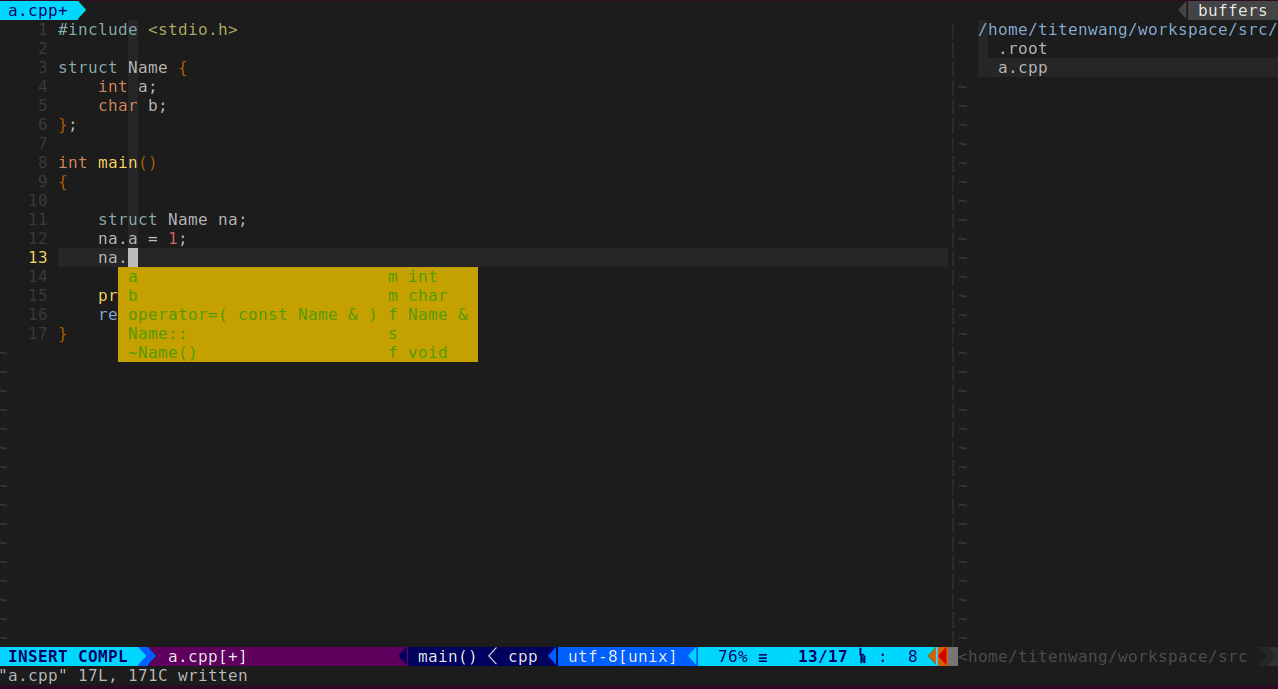 a.cpp+ buffers
1 #include <stdio.h> /home/titenwang/workspace/src/
2 .root
3 struct Name { a.cpp
4 int a;
5 char b;
6 };
7
8 int main()
9 {
10
11 struct Name na;
12 na.a = 1;
13 na.
14 a m int
15 pr b m char
16 re operator=( const Name & ) f Name &
17 } Name:: s
~ ~Name() f void
INSERT COMPL a.cpp[+] main() < cpp utf-8[unix] 76% ≡ 13/17 ㏑ : 8 <home/titenwang/workspace/src
"a.cpp" 17L, 171C written